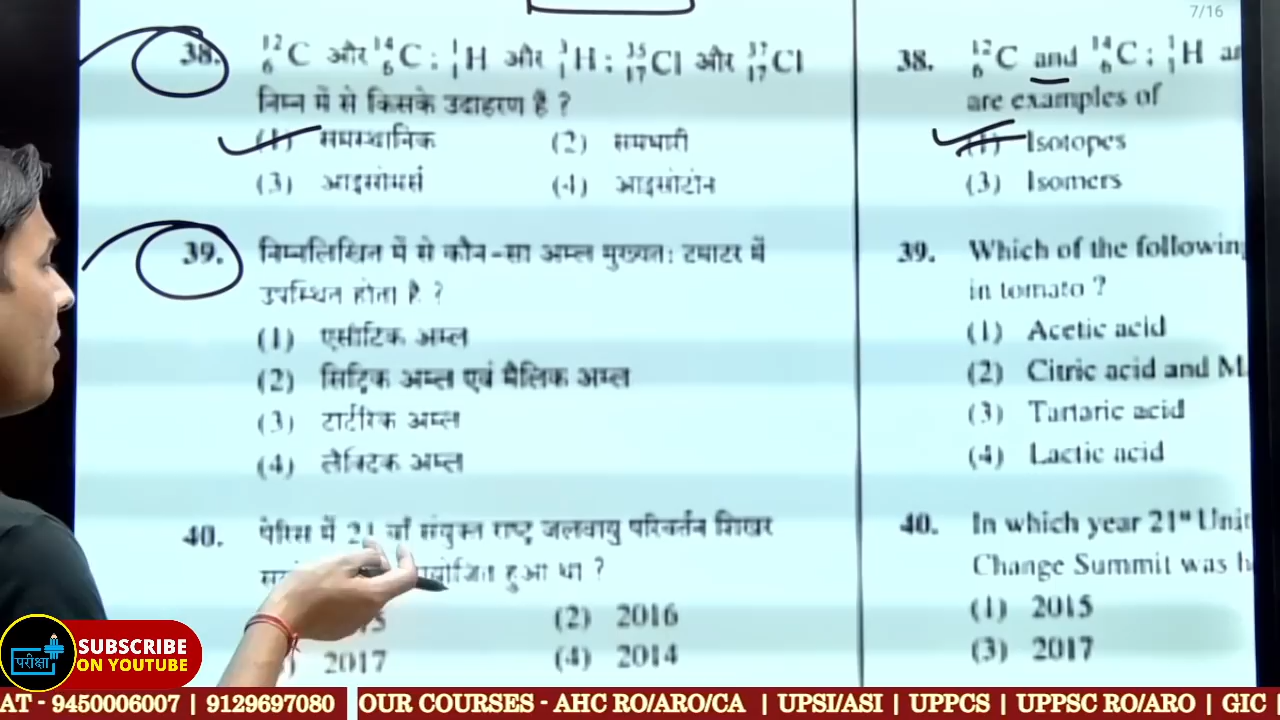 7/16
38. ¹²₆C और ¹⁴₆C ; ¹₁H और ³₁H ; ³⁵₁₇Cl और ³⁷₁₇Cl
निम्न में से किसके उदाहरण है ?
(1) समस्थानिक (2) समभारी
(3) आइसोमर्स (4) आइसोटोन
39. निम्नलिखित में से कौन-सा अम्ल मुख्यतः टमाटर में
उपस्थित होता है ?
(1) एसीटिक अम्ल
(2) सिट्रिक अम्ल एवं मैलिक अम्ल
(3) टार्टरिक अम्ल
(4) लैक्टिक अम्ल
40. पेरिस में 21 वाँ संयुक्त राष्ट्र जलवायु परिवर्तन शिखर
हुआ था ?
(2) 2016
2017 (4) 2014
38. ¹²₆C and ¹⁴₆C ; ¹₁H
are examples of
(1) Isotopes
(3) Isomers
39. Which of the following
in tomato ?
(1) Acetic acid
(2) Citric acid and M
(3) Tartaric acid
(4) Lactic acid
40. In which year 21ˢᵗ Unit
Change Summit was h
(1) 2015
(3) 2017
परीक्षा
SUBSCRIBE
ON YOUTUBE
AT - 9450006007 | 9129697080 | OUR COURSES - AHC RO/ARO/CA | UPSI/ASI | UPPCS | UPPSC RO/ARO | GIC |